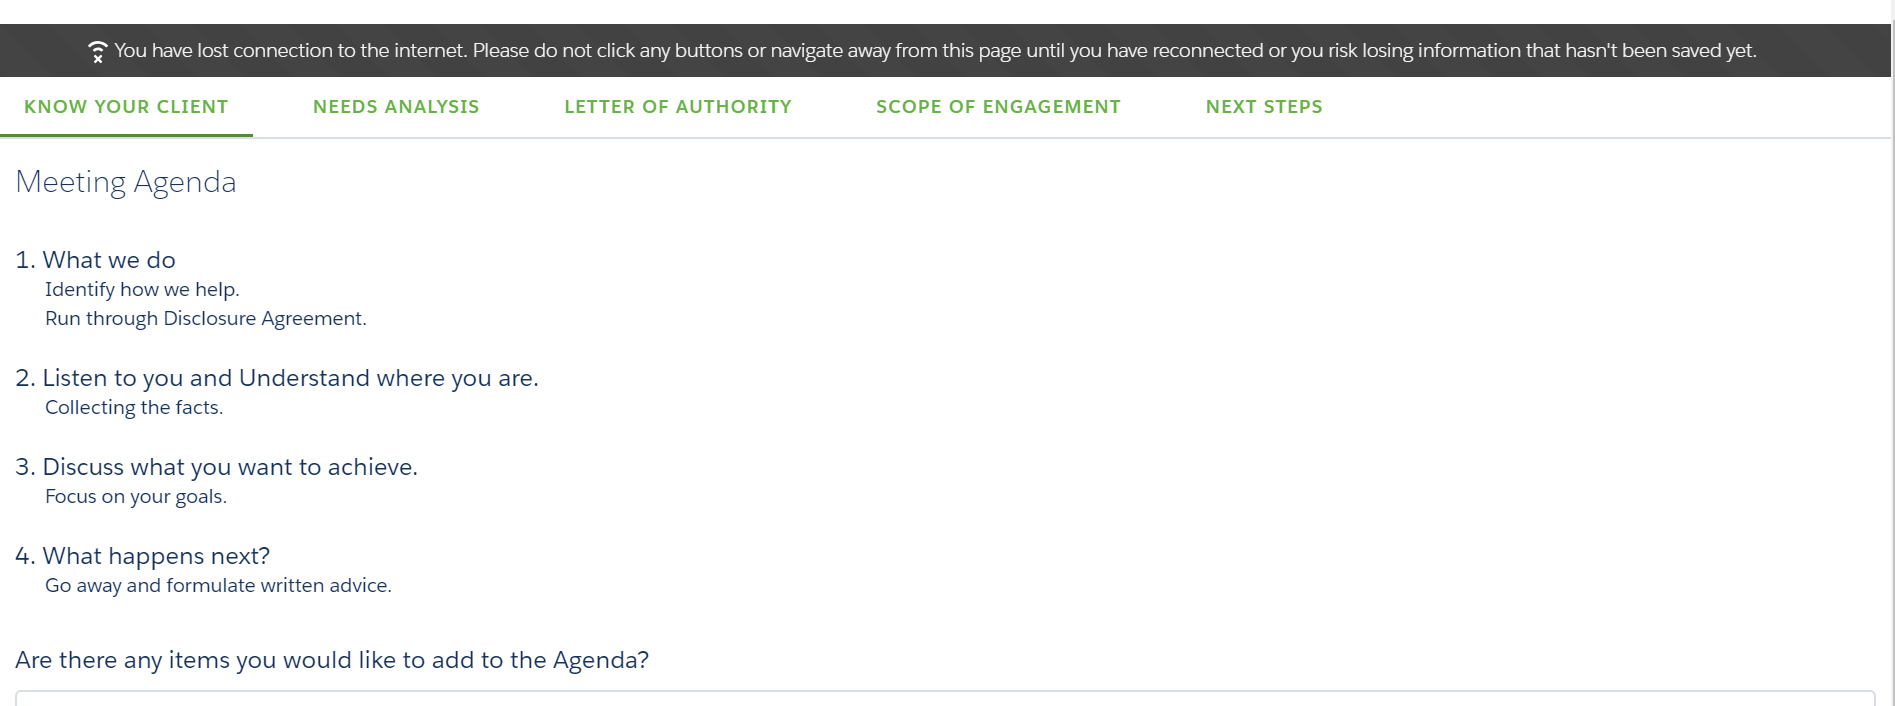 You have lost connection to the internet. Please do not click any buttons or navigate away from this page until you have reconnected or you risk losing information that hasn't been saved yet.
KNOW YOUR CLIENT NEEDS ANALYSIS LETTER OF AUTHORITY SCOPE OF ENGAGEMENT NEXT STEPS
Meeting Agenda
1. What we do
Identify how we help.
Run through Disclosure Agreement.
2. Listen to you and Understand where you are.
Collecting the facts.
3. Discuss what you want to achieve.
Focus on your goals.
4. What happens next?
Go away and formulate written advice.
Are there any items you would like to add to the Agenda?